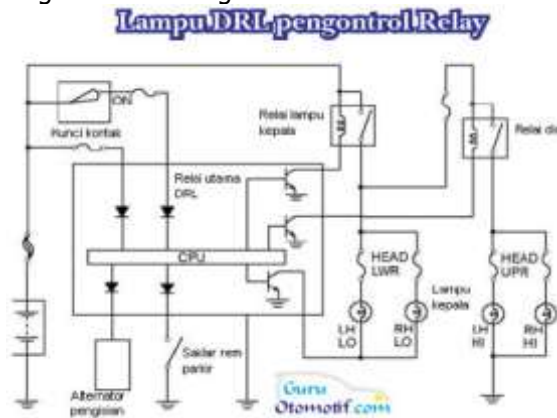 Lampu DRL pengontrol Relay
ON
Kunci kontak
Relai lampu
kepala
Relai di
Relai utama
DRL
CPU
HEAD
LWR
HEAD
UPR
Lampu
kepala
LH
LO
RH
LO
LH
HI
RH
HI
Saklar rem
parkir
Alternator
pengisian
Guru
Otomotif.com